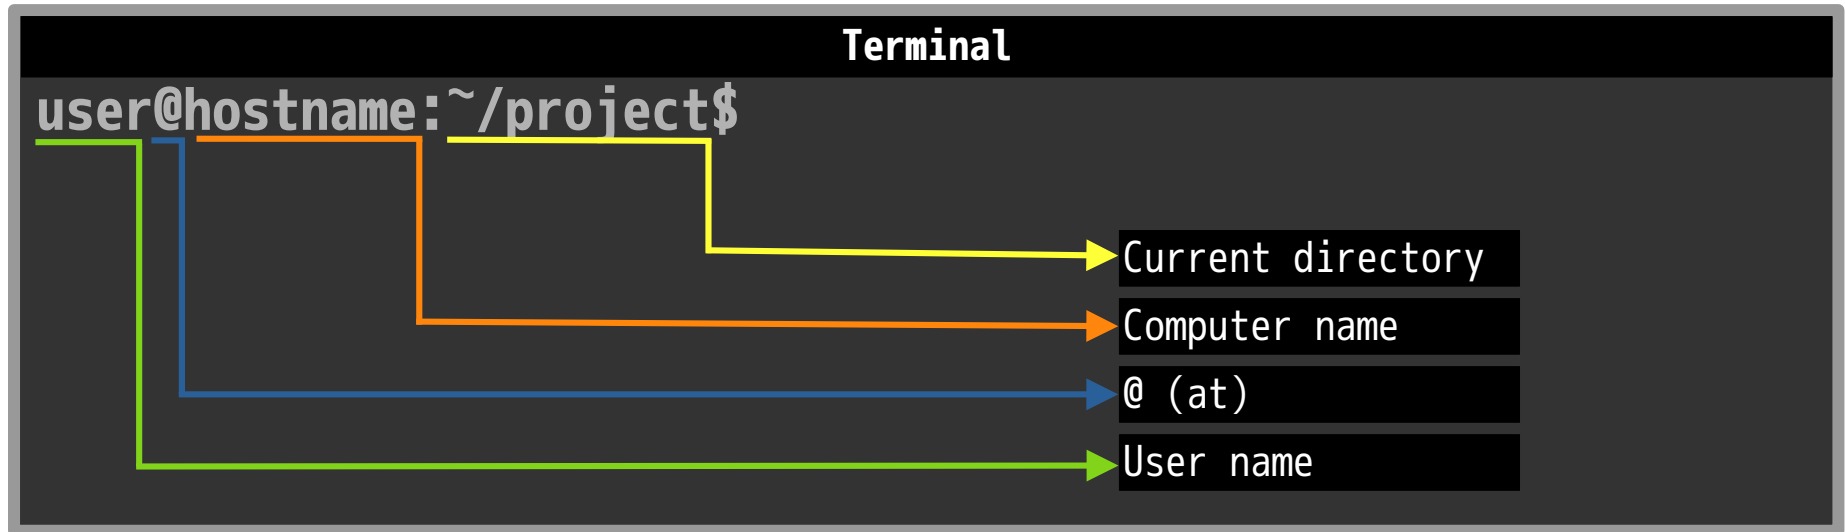 Terminal
user@hostname:~/project$
Current directory
Computer name
@ (at)
User name